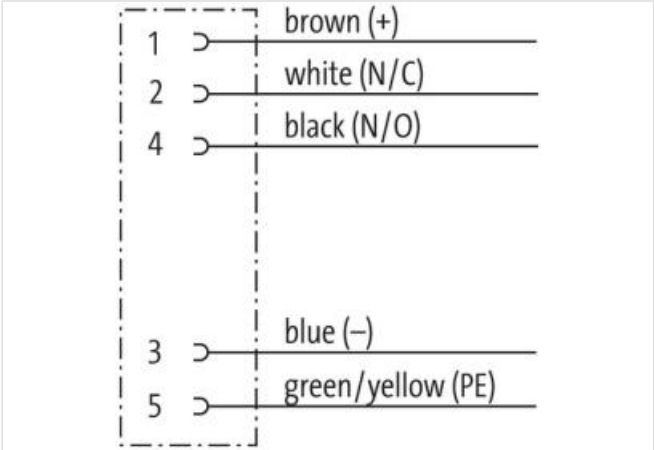 1 brown (+)
2 white (N/C)
4 black (N/O)
3 blue (–)
5 green/yellow (PE)